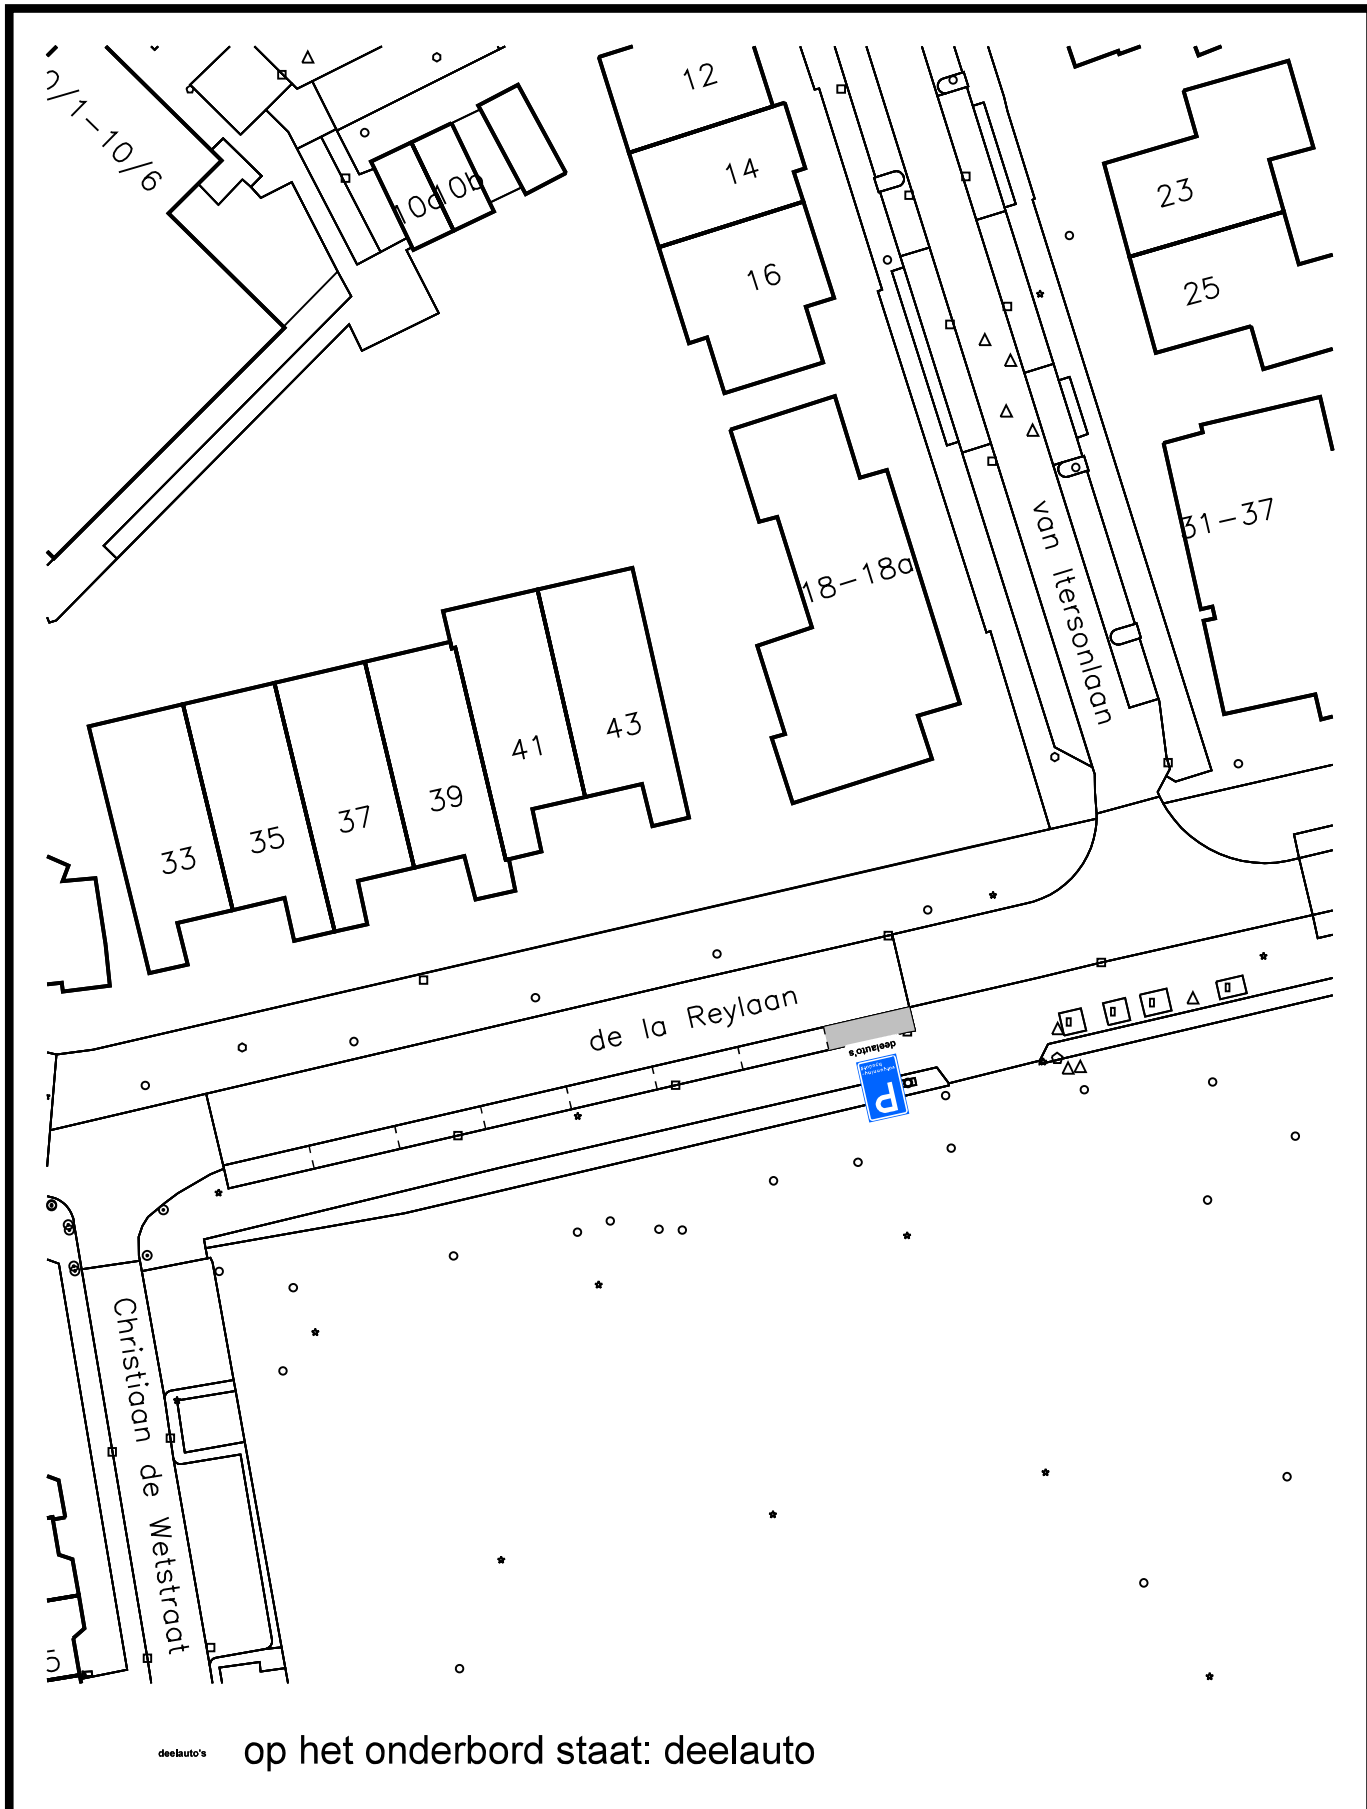 12
14
16
10b
23
25
31-37
18-18a
van Itersonlaan
43
41
39
37
35
33
de la Reylaan
deelauto's
P
Christiaan de Wetstraat
deelauto's op het onderbord staat: deelauto